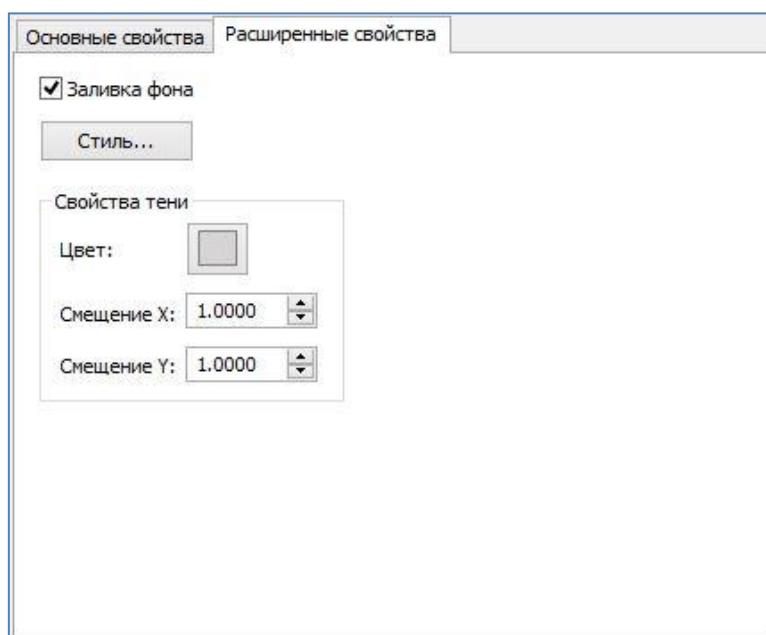 Основные свойства Расширенные свойства
Заливка фона
Стиль...
Свойства тени
Цвет:
Смещение X: 1.0000
Смещение Y: 1.0000